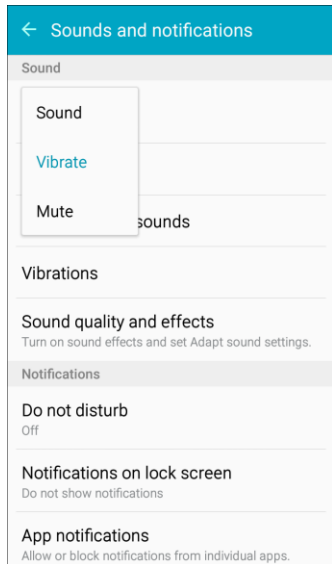 Sounds and notifications
Sound
Sound
Vibrate
Mute
sounds
Vibrations
Sound quality and effects
Turn on sound effects and set Adapt sound settings.
Notifications
Do not disturb
Off
Notifications on lock screen
Do not show notifications
App notifications
Allow or block notifications from individual apps.